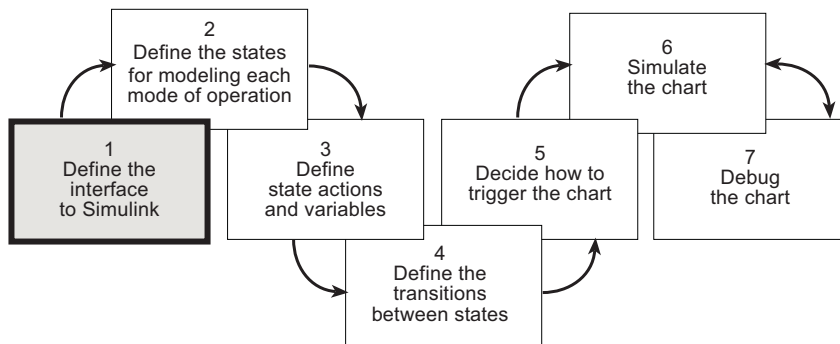 1
Define the
interface
to Simulink
2
Define the states
for modeling each
mode of operation
3
Define
state actions
and variables
4
Define the
transitions
between states
5
Decide how to
trigger the chart
6
Simulate
the chart
7
Debug
the chart